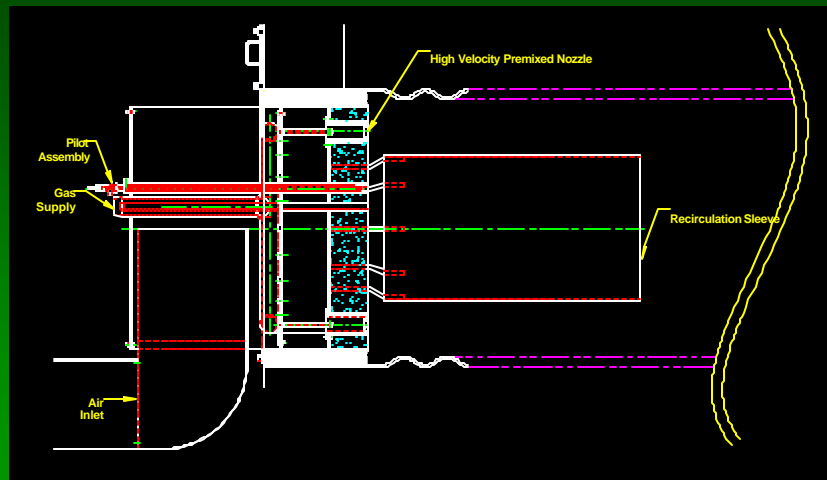 High Velocity Premixed Nozzle
Pilot
Assembly
Gas
Supply
Recirculation Sleeve
Air
Inlet